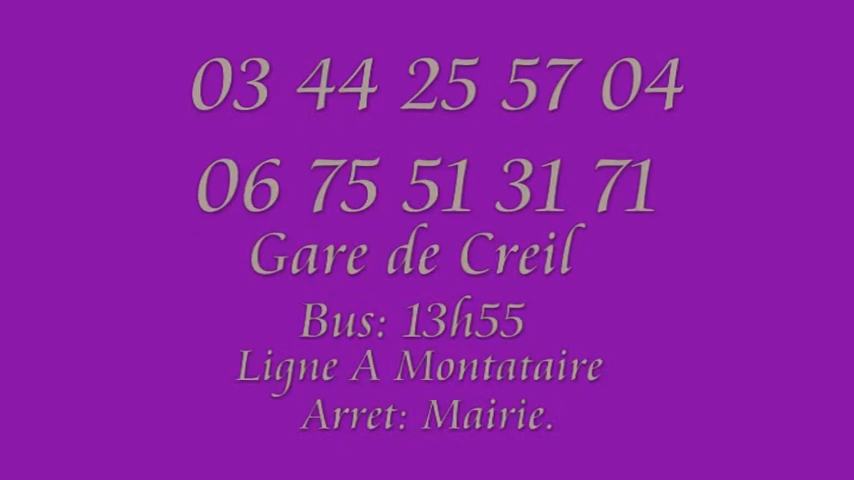 03 44 25 57 04
06 75 51 31 71
Gare de Creil
Bus: 13h55
Ligne A Montataire
Arret: Mairie.